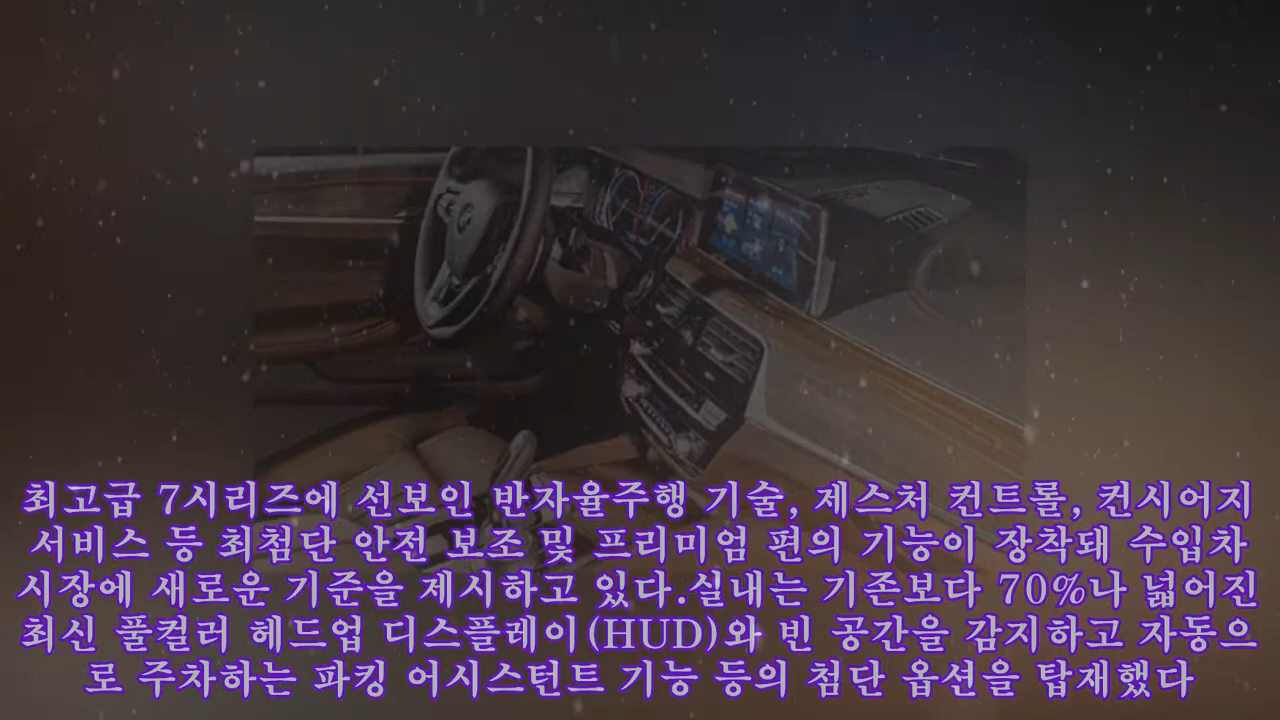 최고급 7시리즈에 선보인 반자율주행 기술, 제스처 컨트롤, 컨시어지
서비스 등 최첨단 안전 보조 및 프리미엄 편의 기능이 장착돼 수입차
시장에 새로운 기준을 제시하고 있다.실내는 기존보다 70%나 넓어진
최신 풀컬러 헤드업 디스플레이(HUD)와 빈 공간을 감지하고 자동으
로 주차하는 파킹 어시스턴트 기능 등의 첨단 옵션을 탑재했다